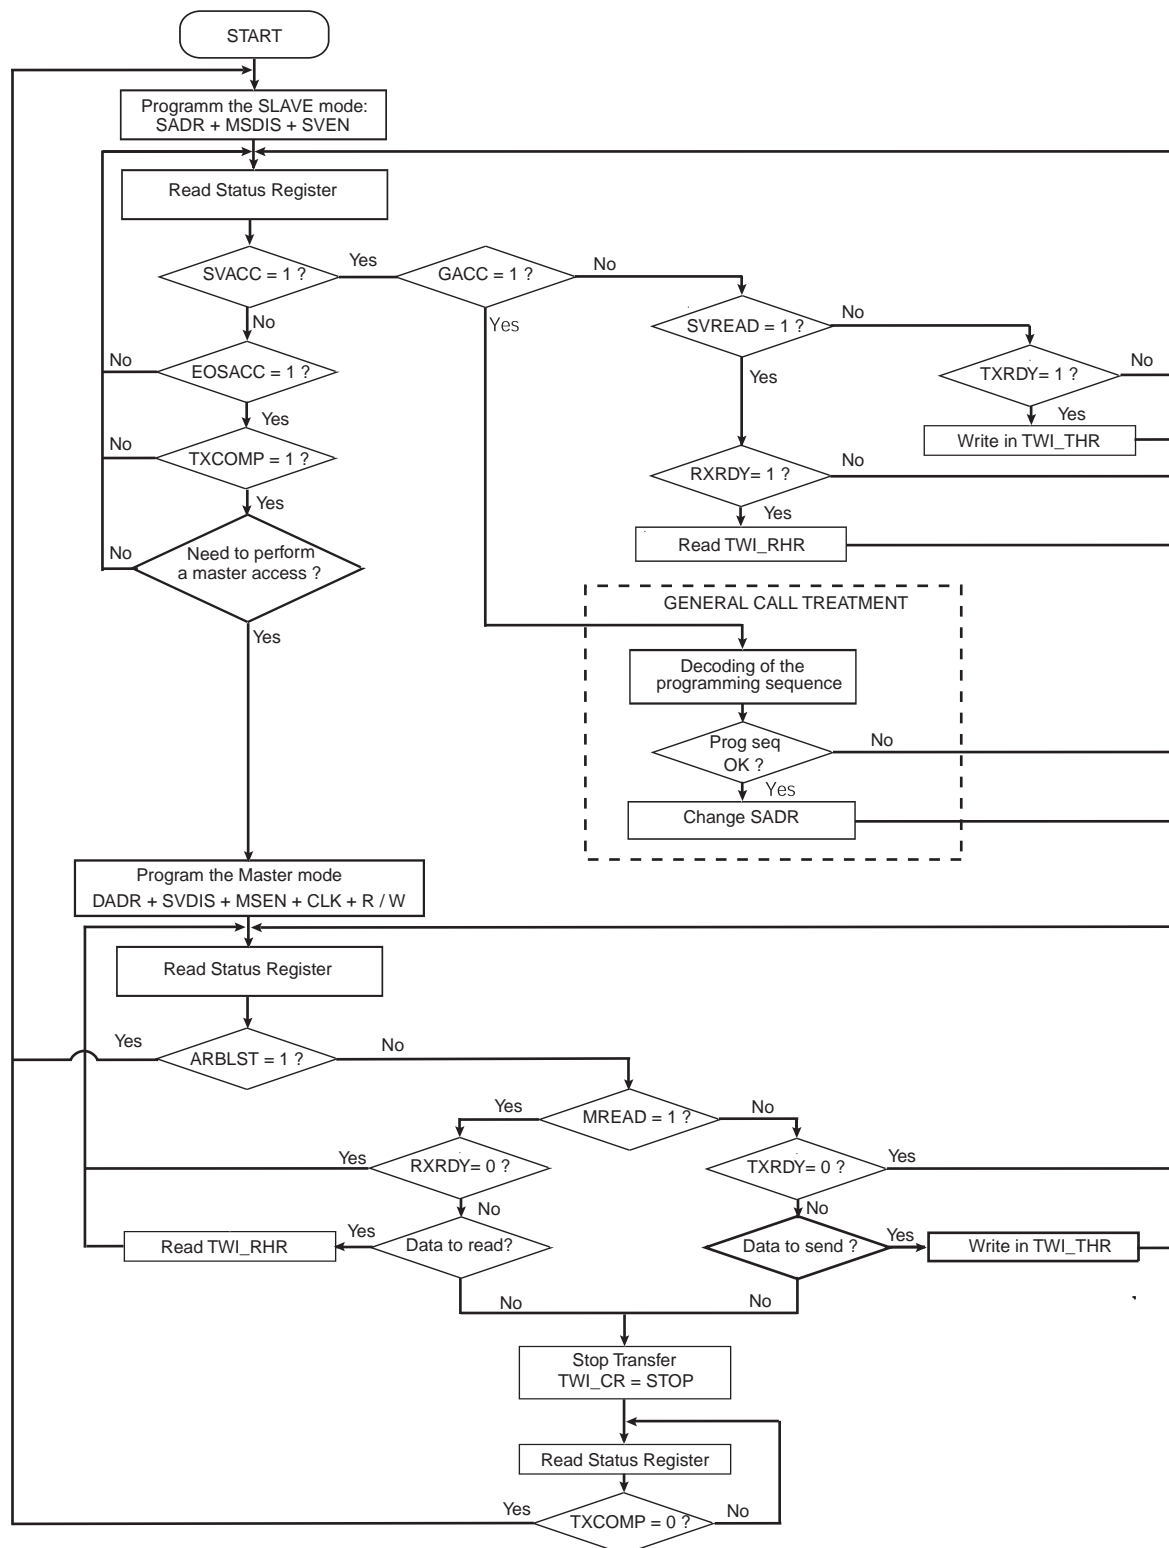 START
Programm the SLAVE mode:
SADR + MSDIS + SVEN
Read Status Register
SVACC = 1 ?
Yes
GACC = 1 ?
No
No
Yes
SVREAD = 1 ?
No
No
EOSACC = 1 ?
Yes
TXRDY= 1 ?
No
Yes
Yes
Write in TWI_THR
No
TXCOMP = 1 ?
RXRDY= 1 ?
No
Yes
Yes
Read TWI_RHR
No
Need to perform
a master access ?
Yes
GENERAL CALL TREATMENT
Decoding of the
programming sequence
Prog seq
OK ?
No
Yes
Change SADR
Program the Master mode
DADR + SVDIS + MSEN + CLK + R / W
Read Status Register
Yes
ARBLST = 1 ?
No
Yes
MREAD = 1 ?
No
Yes
RXRDY= 0 ?
TXRDY= 0 ?
Yes
No
No
Read TWI_RHR
Yes
Data to read?
Data to send ?
Yes
Write in TWI_THR
No
No
Stop Transfer
TWI_CR = STOP
Read Status Register
Yes
TXCOMP = 0 ?
No